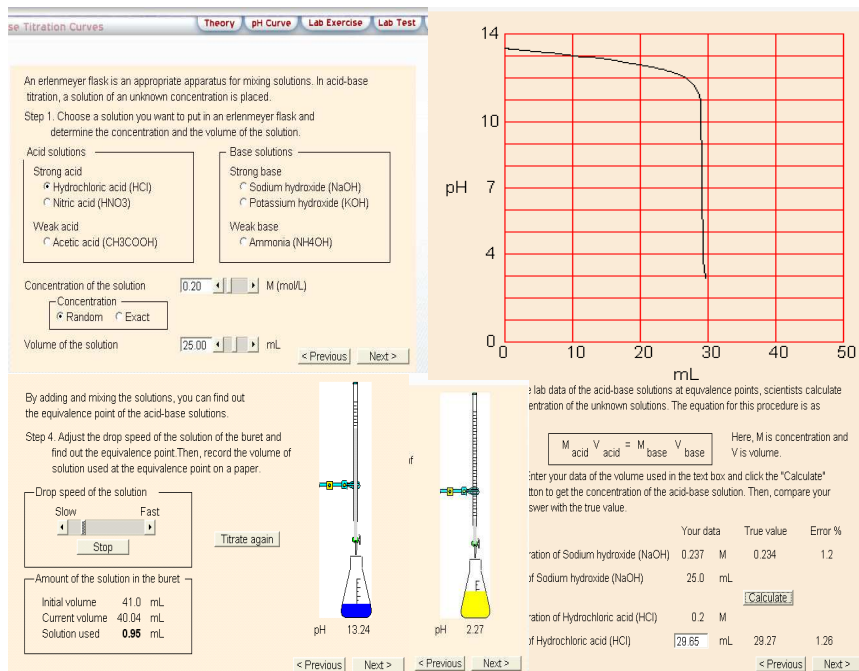 se Titration Curves
Theory pH Curve Lab Exercise Lab Test
An erlenmeyer flask is an appropriate apparatus for mixing solutions. In acid-base
titration, a solution of an unknown concentration is placed.
Step 1. Choose a solution you want to put in an erlenmeyer flask and
determine the concentration and the volume of the solution.
Acid solutions
Strong acid
Hydrochloric acid (HCl)
Nitric acid (HNO3)
Weak acid
Acetic acid (CH3COOH)
Base solutions
Strong base
Sodium hydroxide (NaOH)
Potassium hydroxide (KOH)
Weak base
Ammonia (NH4OH)
Concentration of the solution 0.20 M (mol/L)
Concentration
Random Exact
Volume of the solution 25.00 mL
< Previous Next >
14
10
pH 7
4
0
0 10 20 30 40 50
mL
By adding and mixing the solutions, you can find out
the equivalence point of the acid-base solutions.
Step 4. Adjust the drop speed of the solution of the buret and
find out the equivalence point.Then, record the volume of
solution used at the equivalence point on a paper.
Drop speed of the solution
Slow Fast
Stop
Titrate again
Amount of the solution in the buret
Initial volume 41.0 mL
Current volume 40.04 mL
Solution used 0.95 mL
pH 13.24
< Previous Next >
of
pH 2.27
< Previous Next >
e lab data of the acid-base solutions at equvalence points, scientists calculate
entration of the unknown solutions. The equation for this procedure is as
M acid V acid = M base V base
Here, M is concentration and
V is volume.
Enter your data of the volume used in the text box and click the "Calculate"
tton to get the concentration of the acid-base solution. Then, compare your
swer with the true value.
Your data True value Error %
ration of Sodium hydroxide (NaOH) 0.237 M 0.234 1.2
of Sodium hydroxide (NaOH) 25.0 mL
Calculate
ration of Hydrochloric acid (HCl) 0.2 M
of Hydrochloric acid (HCl) 29.65 mL 29.27 1.26
< Previous Next >